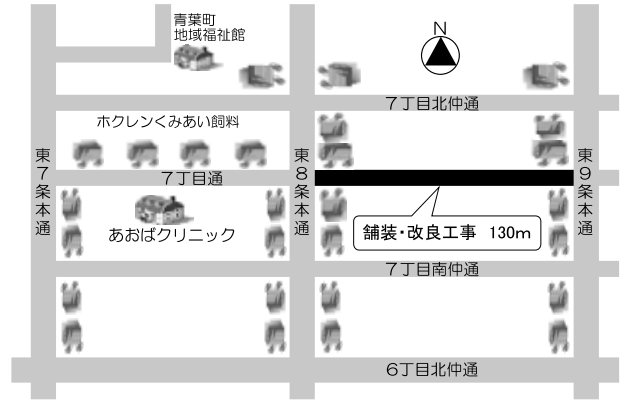 青葉町
地域福祉館
N
7丁目北仲通
ホクレンくみあい飼料
東7条本通
7丁目通
東8条本通
東9条本通
あおばクリニック
舗装・改良工事 130m
7丁目南仲通
6丁目北仲通